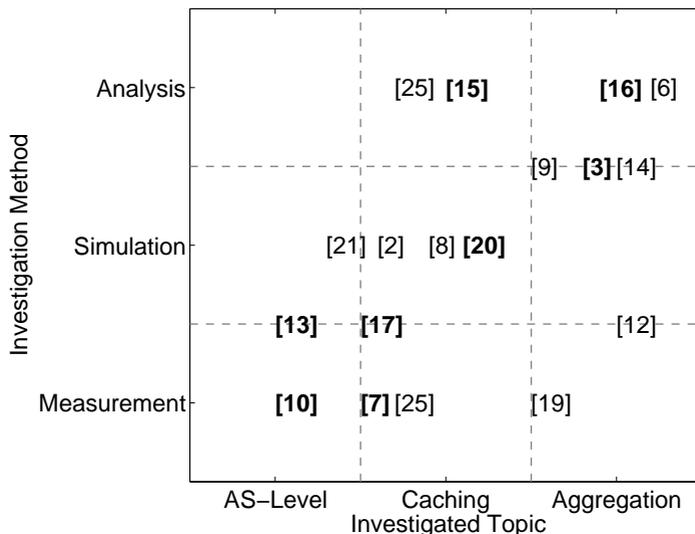 Analysis
[25] [15]
[16] [6]
[9] [3] [14]
Investigation Method
Simulation
[21] [2] [8] [20]
[13] [17] [12]
Measurement
[10] [7] [25] [19]
AS−Level Caching Aggregation
Investigated Topic